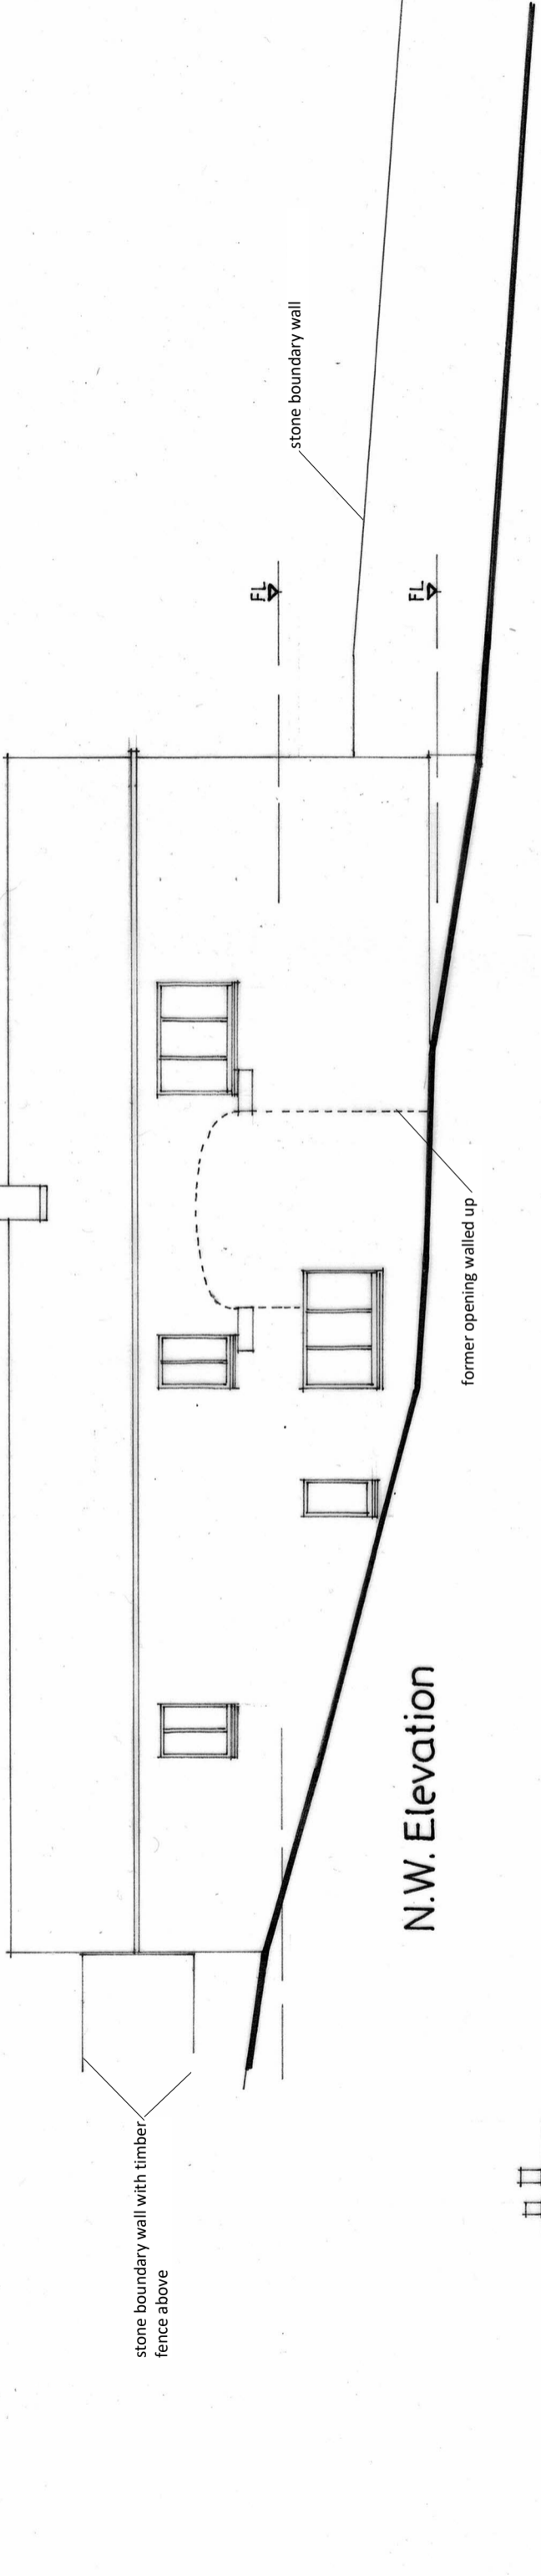 stone boundary wall with timber
fence above
stone boundary wall
FL
FL
former opening walled up
N.W. Elevation